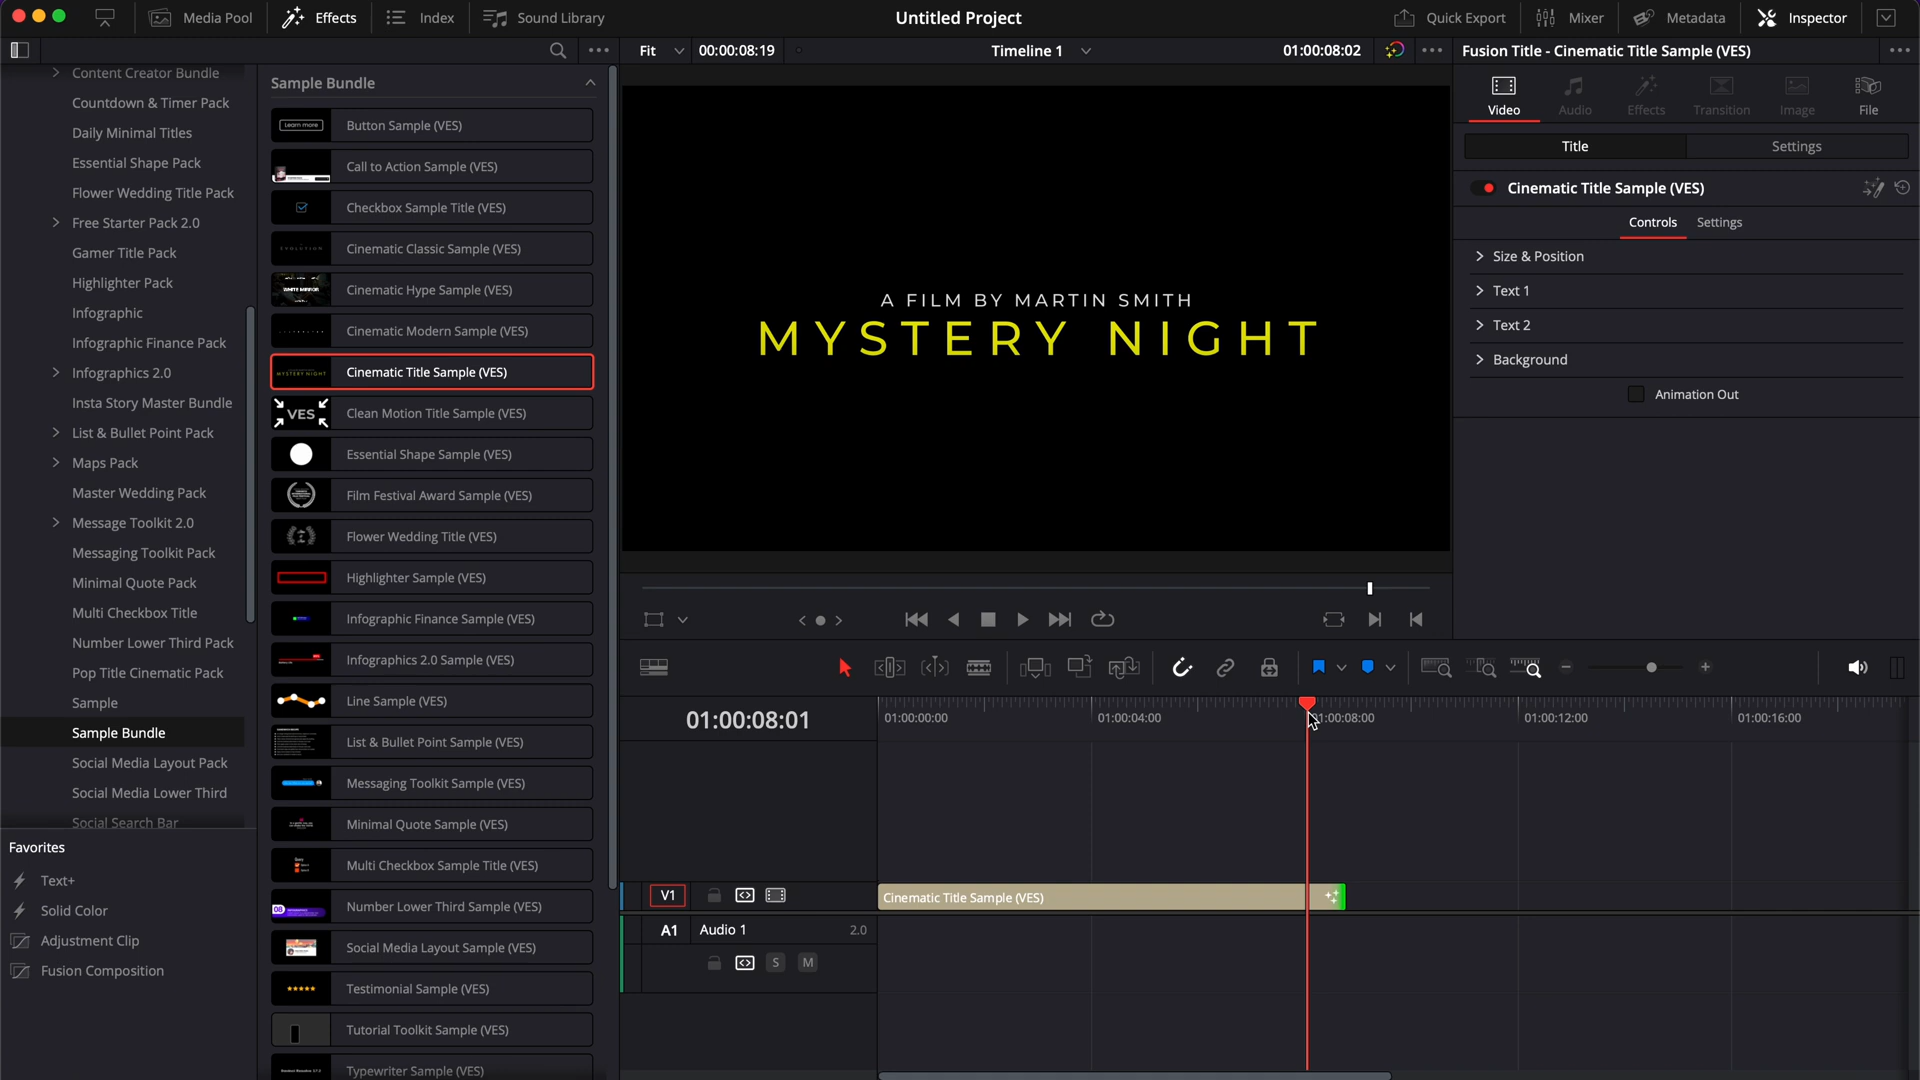 Media Pool
Effects
Index
Sound Library
Untitled Project
Quick Export
Mixer
Metadata
Inspector
Fit
00:00:08:19
Timeline 1
01:00:08:02
Fusion Title - Cinematic Title Sample (VES)
Content Creator Bundle
Countdown & Timer Pack
Daily Minimal Titles
Essential Shape Pack
Flower Wedding Title Pack
Free Starter Pack 2.0
Gamer Title Pack
Highlighter Pack
Infographic
Infographic Finance Pack
Infographics 2.0
Insta Story Master Bundle
List & Bullet Point Pack
Maps Pack
Master Wedding Pack
Message Toolkit 2.0
Messaging Toolkit Pack
Minimal Quote Pack
Multi Checkbox Title
Number Lower Third Pack
Pop Title Cinematic Pack
Sample
Sample Bundle
Social Media Layout Pack
Social Media Lower Third
Social Search Bar
Favorites
Text+
Solid Color
Adjustment Clip
Fusion Composition
Sample Bundle
Learn more
Button Sample (VES)
Call to Action Sample (VES)
Checkbox Sample Title (VES)
EVOLUTION
Cinematic Classic Sample (VES)
WHITE MIRROR
Cinematic Hype Sample (VES)
Cinematic Modern Sample (VES)
MYSTERY NIGHT
Cinematic Title Sample (VES)
VES
Clean Motion Title Sample (VES)
Essential Shape Sample (VES)
Film Festival Award Sample (VES)
Flower Wedding Title (VES)
Highlighter Sample (VES)
Infographic Finance Sample (VES)
Infographics 2.0 Sample (VES)
Line Sample (VES)
List & Bullet Point Sample (VES)
Messaging Toolkit Sample (VES)
Minimal Quote Sample (VES)
Multi Checkbox Sample Title (VES)
08
Number Lower Third Sample (VES)
Social Media Layout Sample (VES)
Testimonial Sample (VES)
Tutorial Toolkit Sample (VES)
Typewriter Sample (VES)
A FILM BY MARTIN SMITH
MYSTERY NIGHT
Video
Audio
Effects
Transition
Image
File
Title
Settings
Cinematic Title Sample (VES)
Controls
Settings
Size & Position
Text 1
Text 2
Background
Animation Out
01:00:08:01
01:00:00:00
01:00:04:00
01:00:08:00
01:00:12:00
01:00:16:00
V1
Cinematic Title Sample (VES)
A1
Audio 1
2.0
S
M